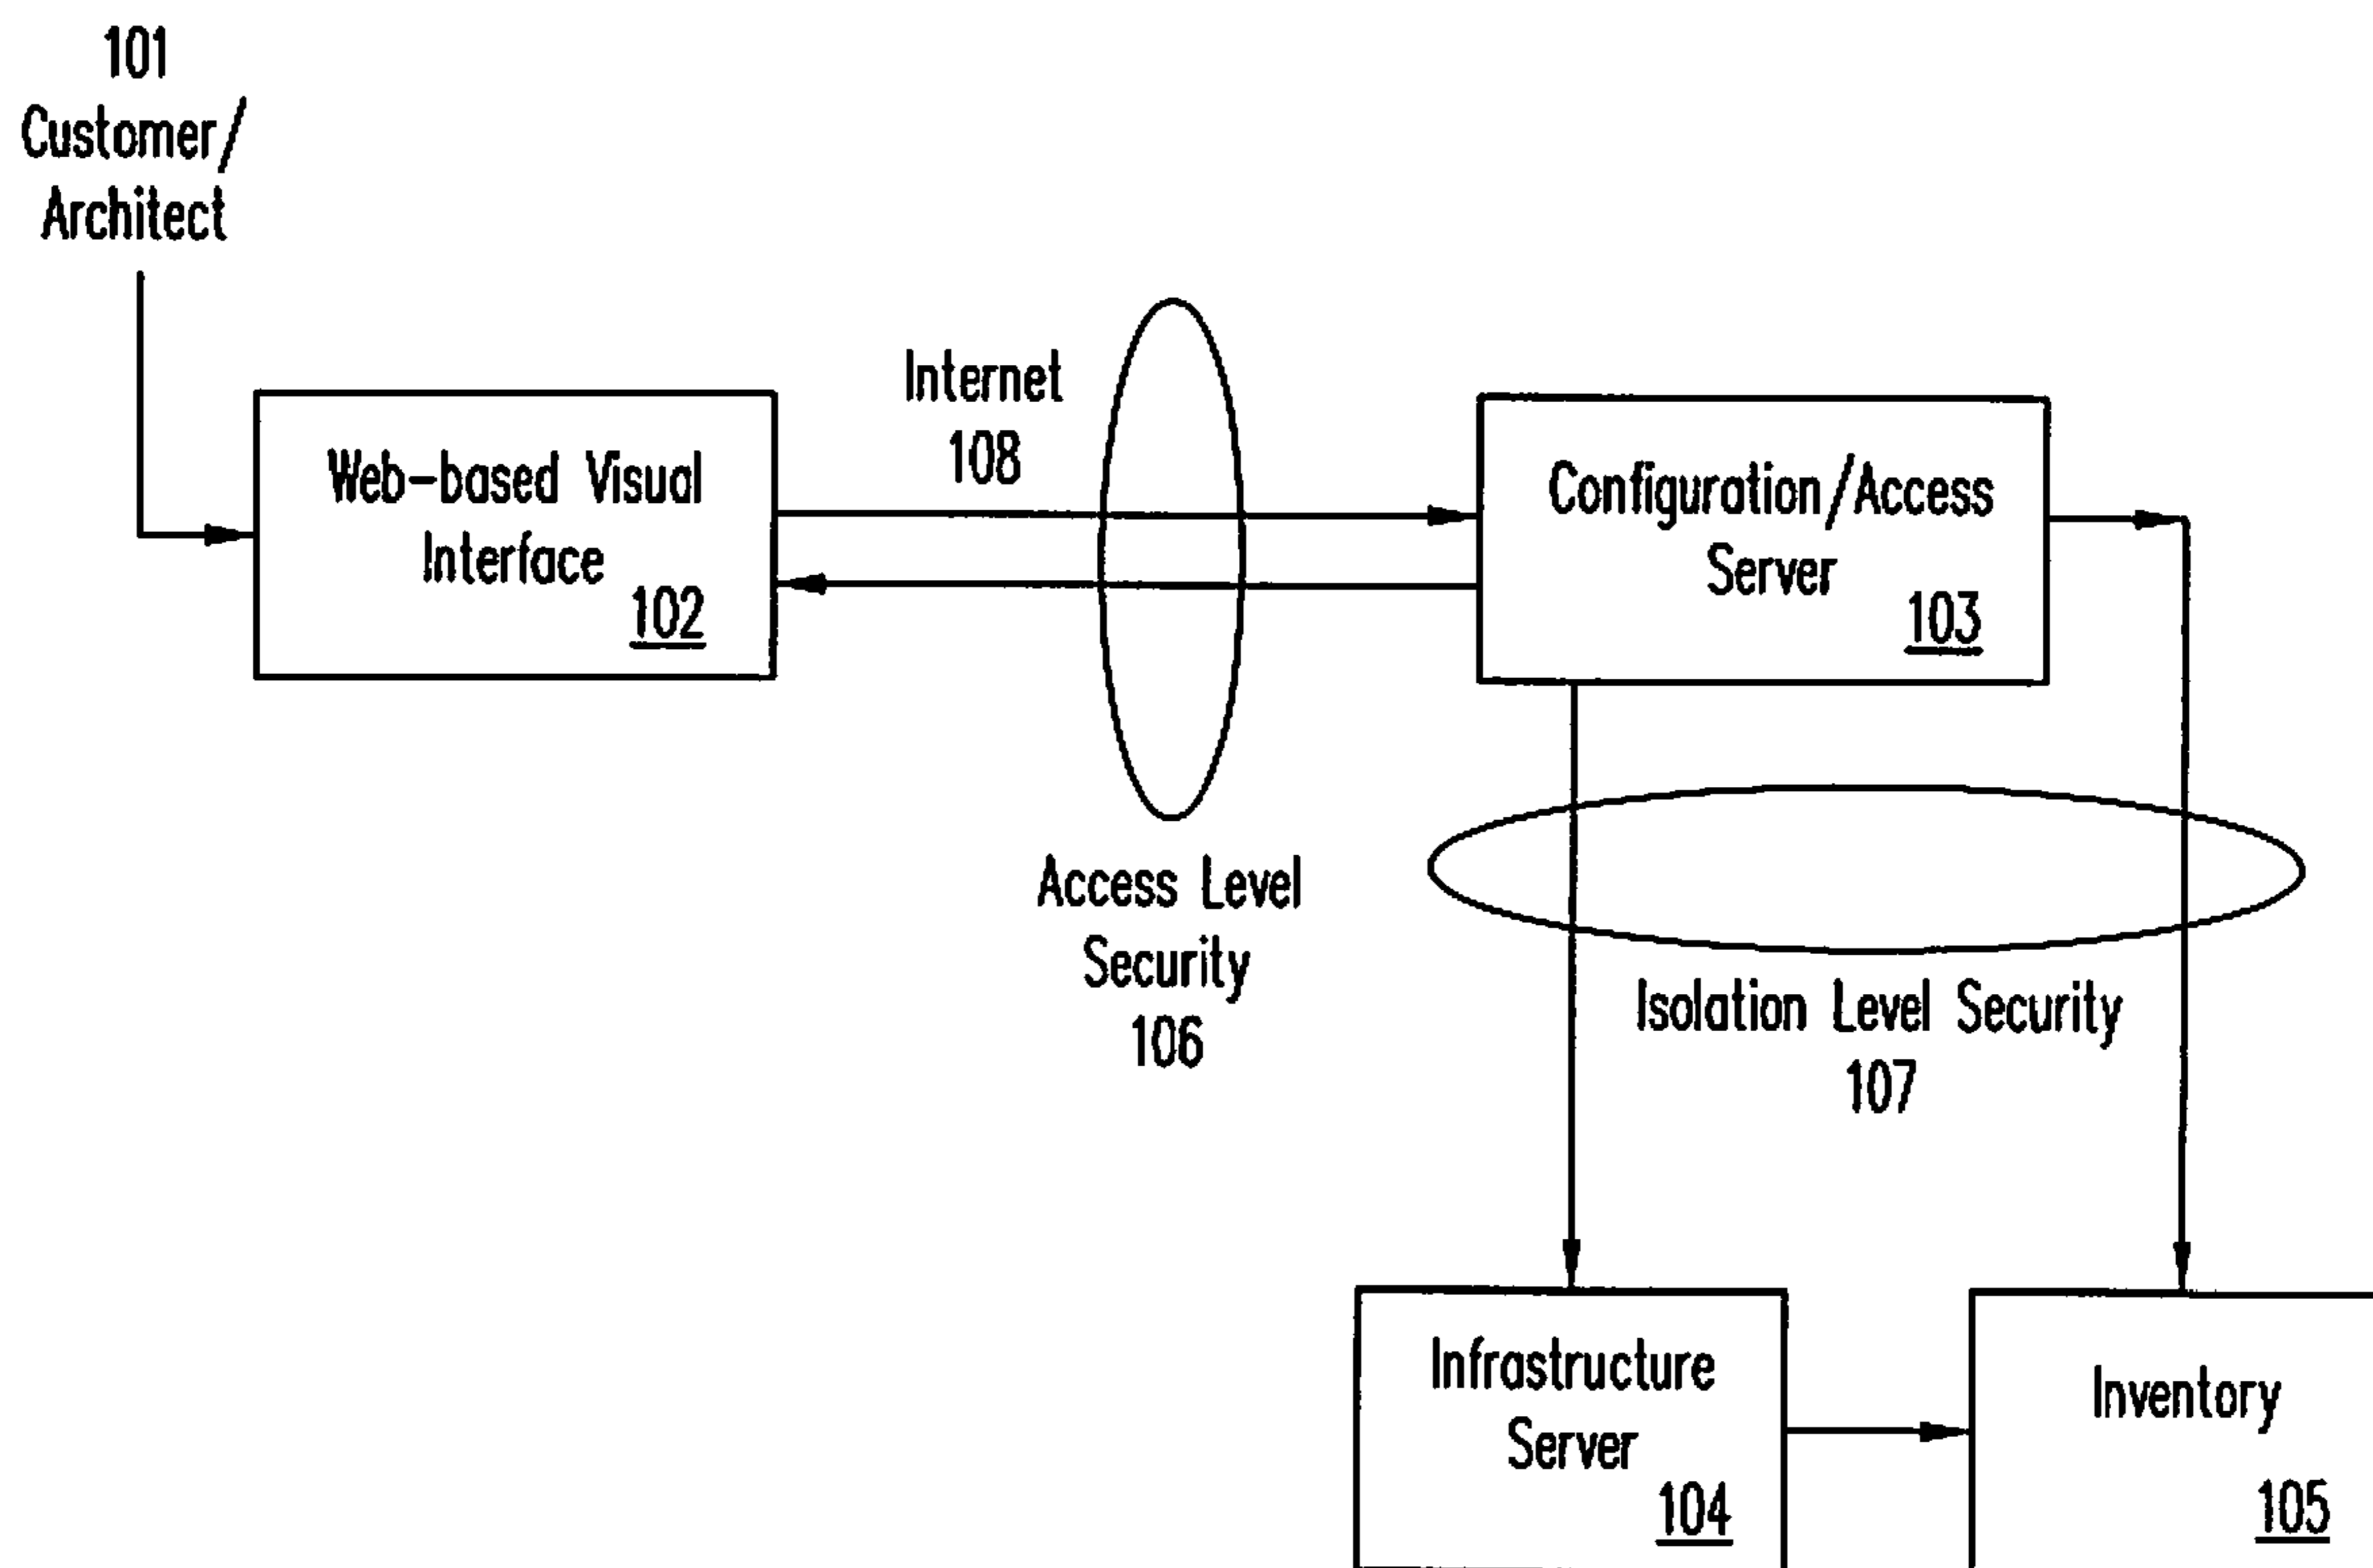 101
Customer/
Architect
Internet
108
Web-based Visual
Interface
102
Configuration/Access
Server
103
Access Level
Security
106
Isolation Level Security
107
Infrastructure
Server
104
Inventory
105